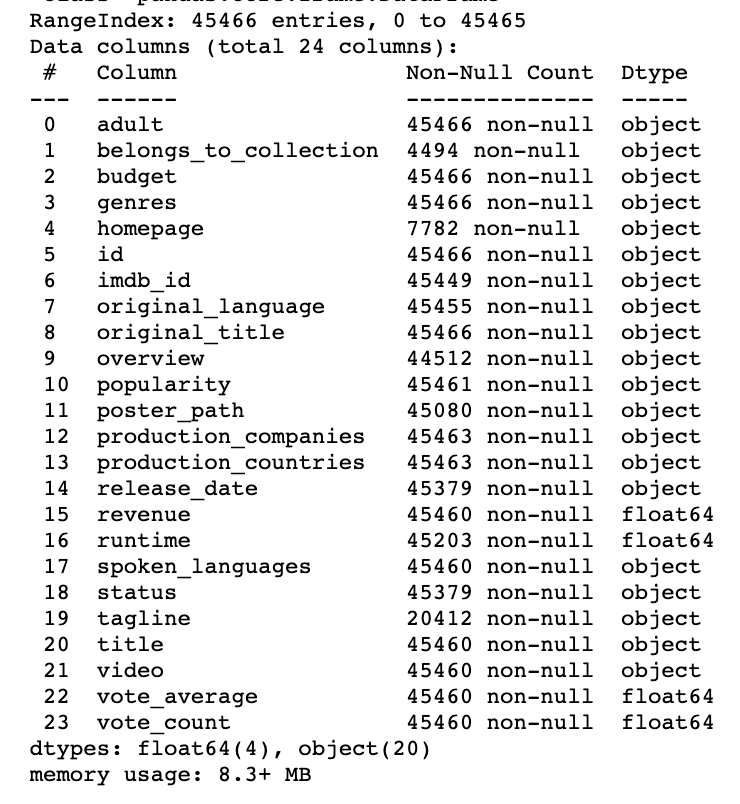 RangeIndex: 45466 entries, 0 to 45465
Data columns (total 24 columns):
 #   Column                 Non-Null Count  Dtype
---  ------                 --------------  -----
 0   adult                  45466 non-null  object
 1   belongs_to_collection  4494 non-null   object
 2   budget                 45466 non-null  object
 3   genres                 45466 non-null  object
 4   homepage               7782 non-null   object
 5   id                     45466 non-null  object
 6   imdb_id                45449 non-null  object
 7   original_language      45455 non-null  object
 8   original_title         45466 non-null  object
 9   overview               44512 non-null  object
 10  popularity             45461 non-null  object
 11  poster_path            45080 non-null  object
 12  production_companies   45463 non-null  object
 13  production_countries   45463 non-null  object
 14  release_date           45379 non-null  object
 15  revenue                45460 non-null  float64
 16  runtime                45203 non-null  float64
 17  spoken_languages       45460 non-null  object
 18  status                 45379 non-null  object
 19  tagline                20412 non-null  object
 20  title                  45460 non-null  object
 21  video                  45460 non-null  object
 22  vote_average           45460 non-null  float64
 23  vote_count             45460 non-null  float64
dtypes: float64(4), object(20)
memory usage: 8.3+ MB